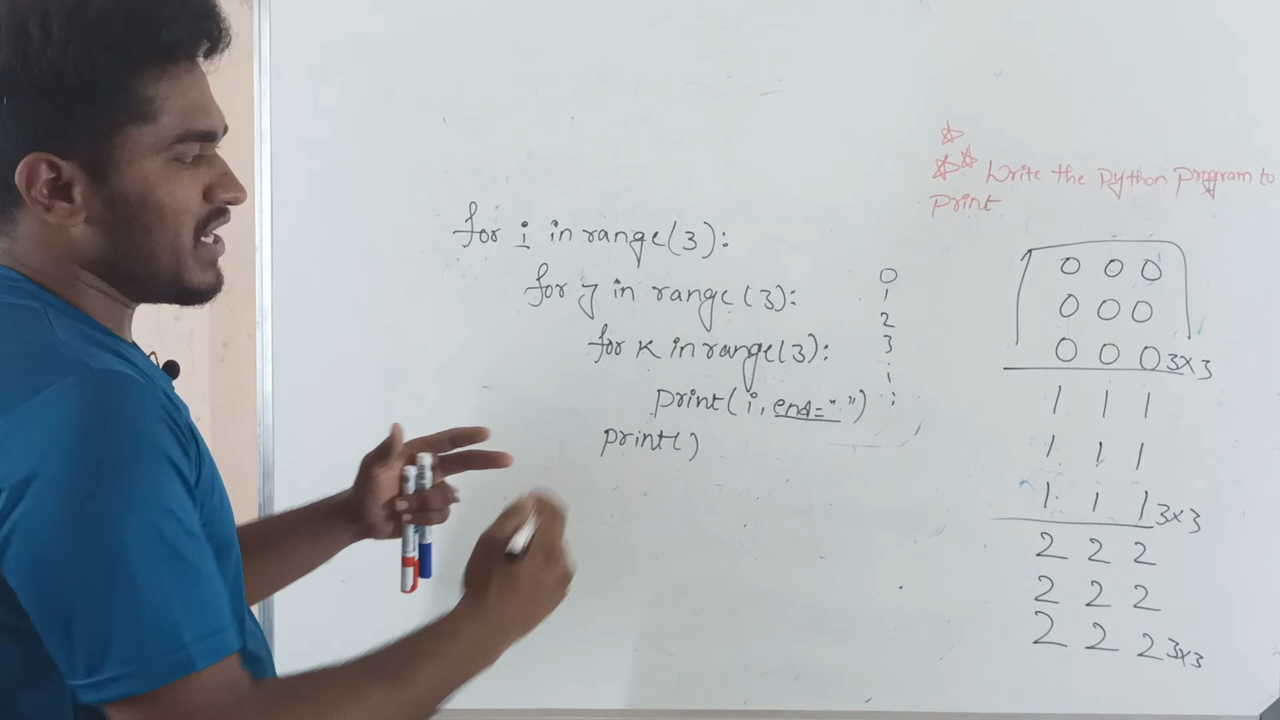 for i in range(3):
for j in range(3):
for k in range(3):
print(i, end=" ")
print()
0
1
2
3
Write the Python program to
print
0 0 0
0 0 0
0 0 0 3x3
1 1 1
1 1 1
1 1 1 3x3
2 2 2
2 2 2
2 2 2 3x3